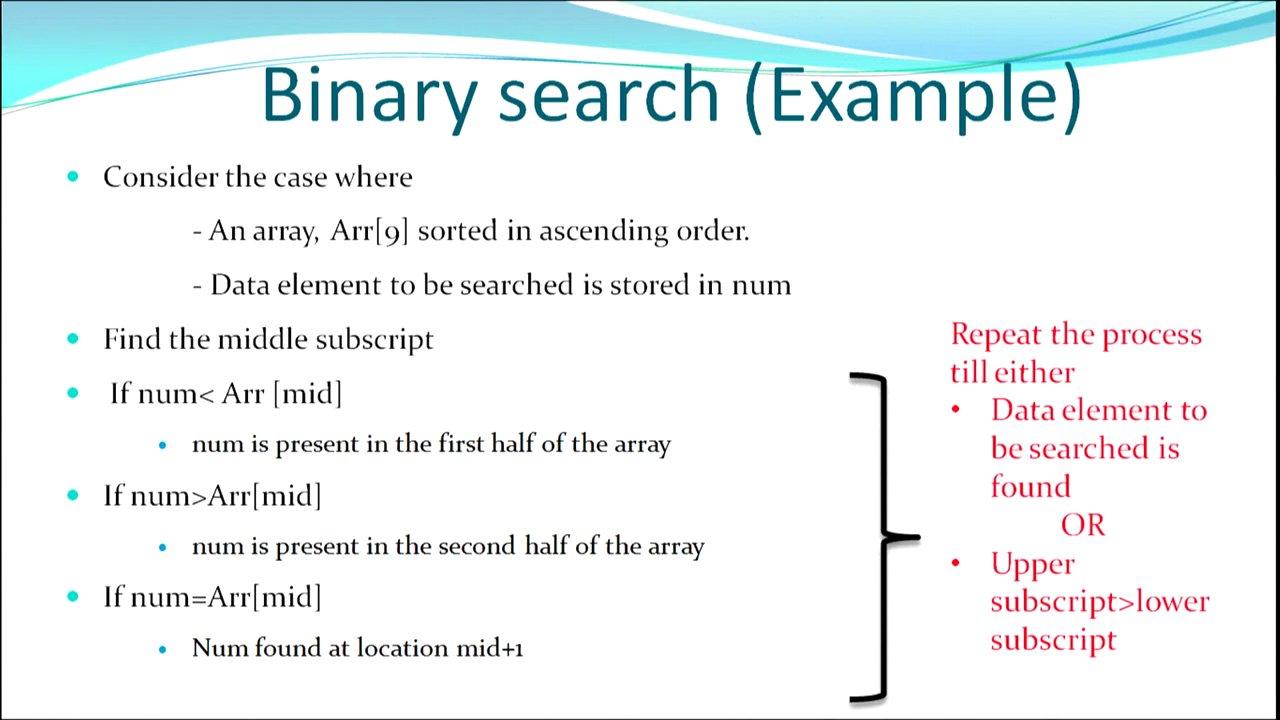 Binary search (Example)
• Consider the case where
- An array, Arr[9] sorted in ascending order.
- Data element to be searched is stored in num
• Find the middle subscript
• If num< Arr [mid]
• num is present in the first half of the array
• If num>Arr[mid]
• num is present in the second half of the array
• If num=Arr[mid]
• Num found at location mid+1
Repeat the process
till either
• Data element to
be searched is
found
OR
• Upper
subscript>lower
subscript